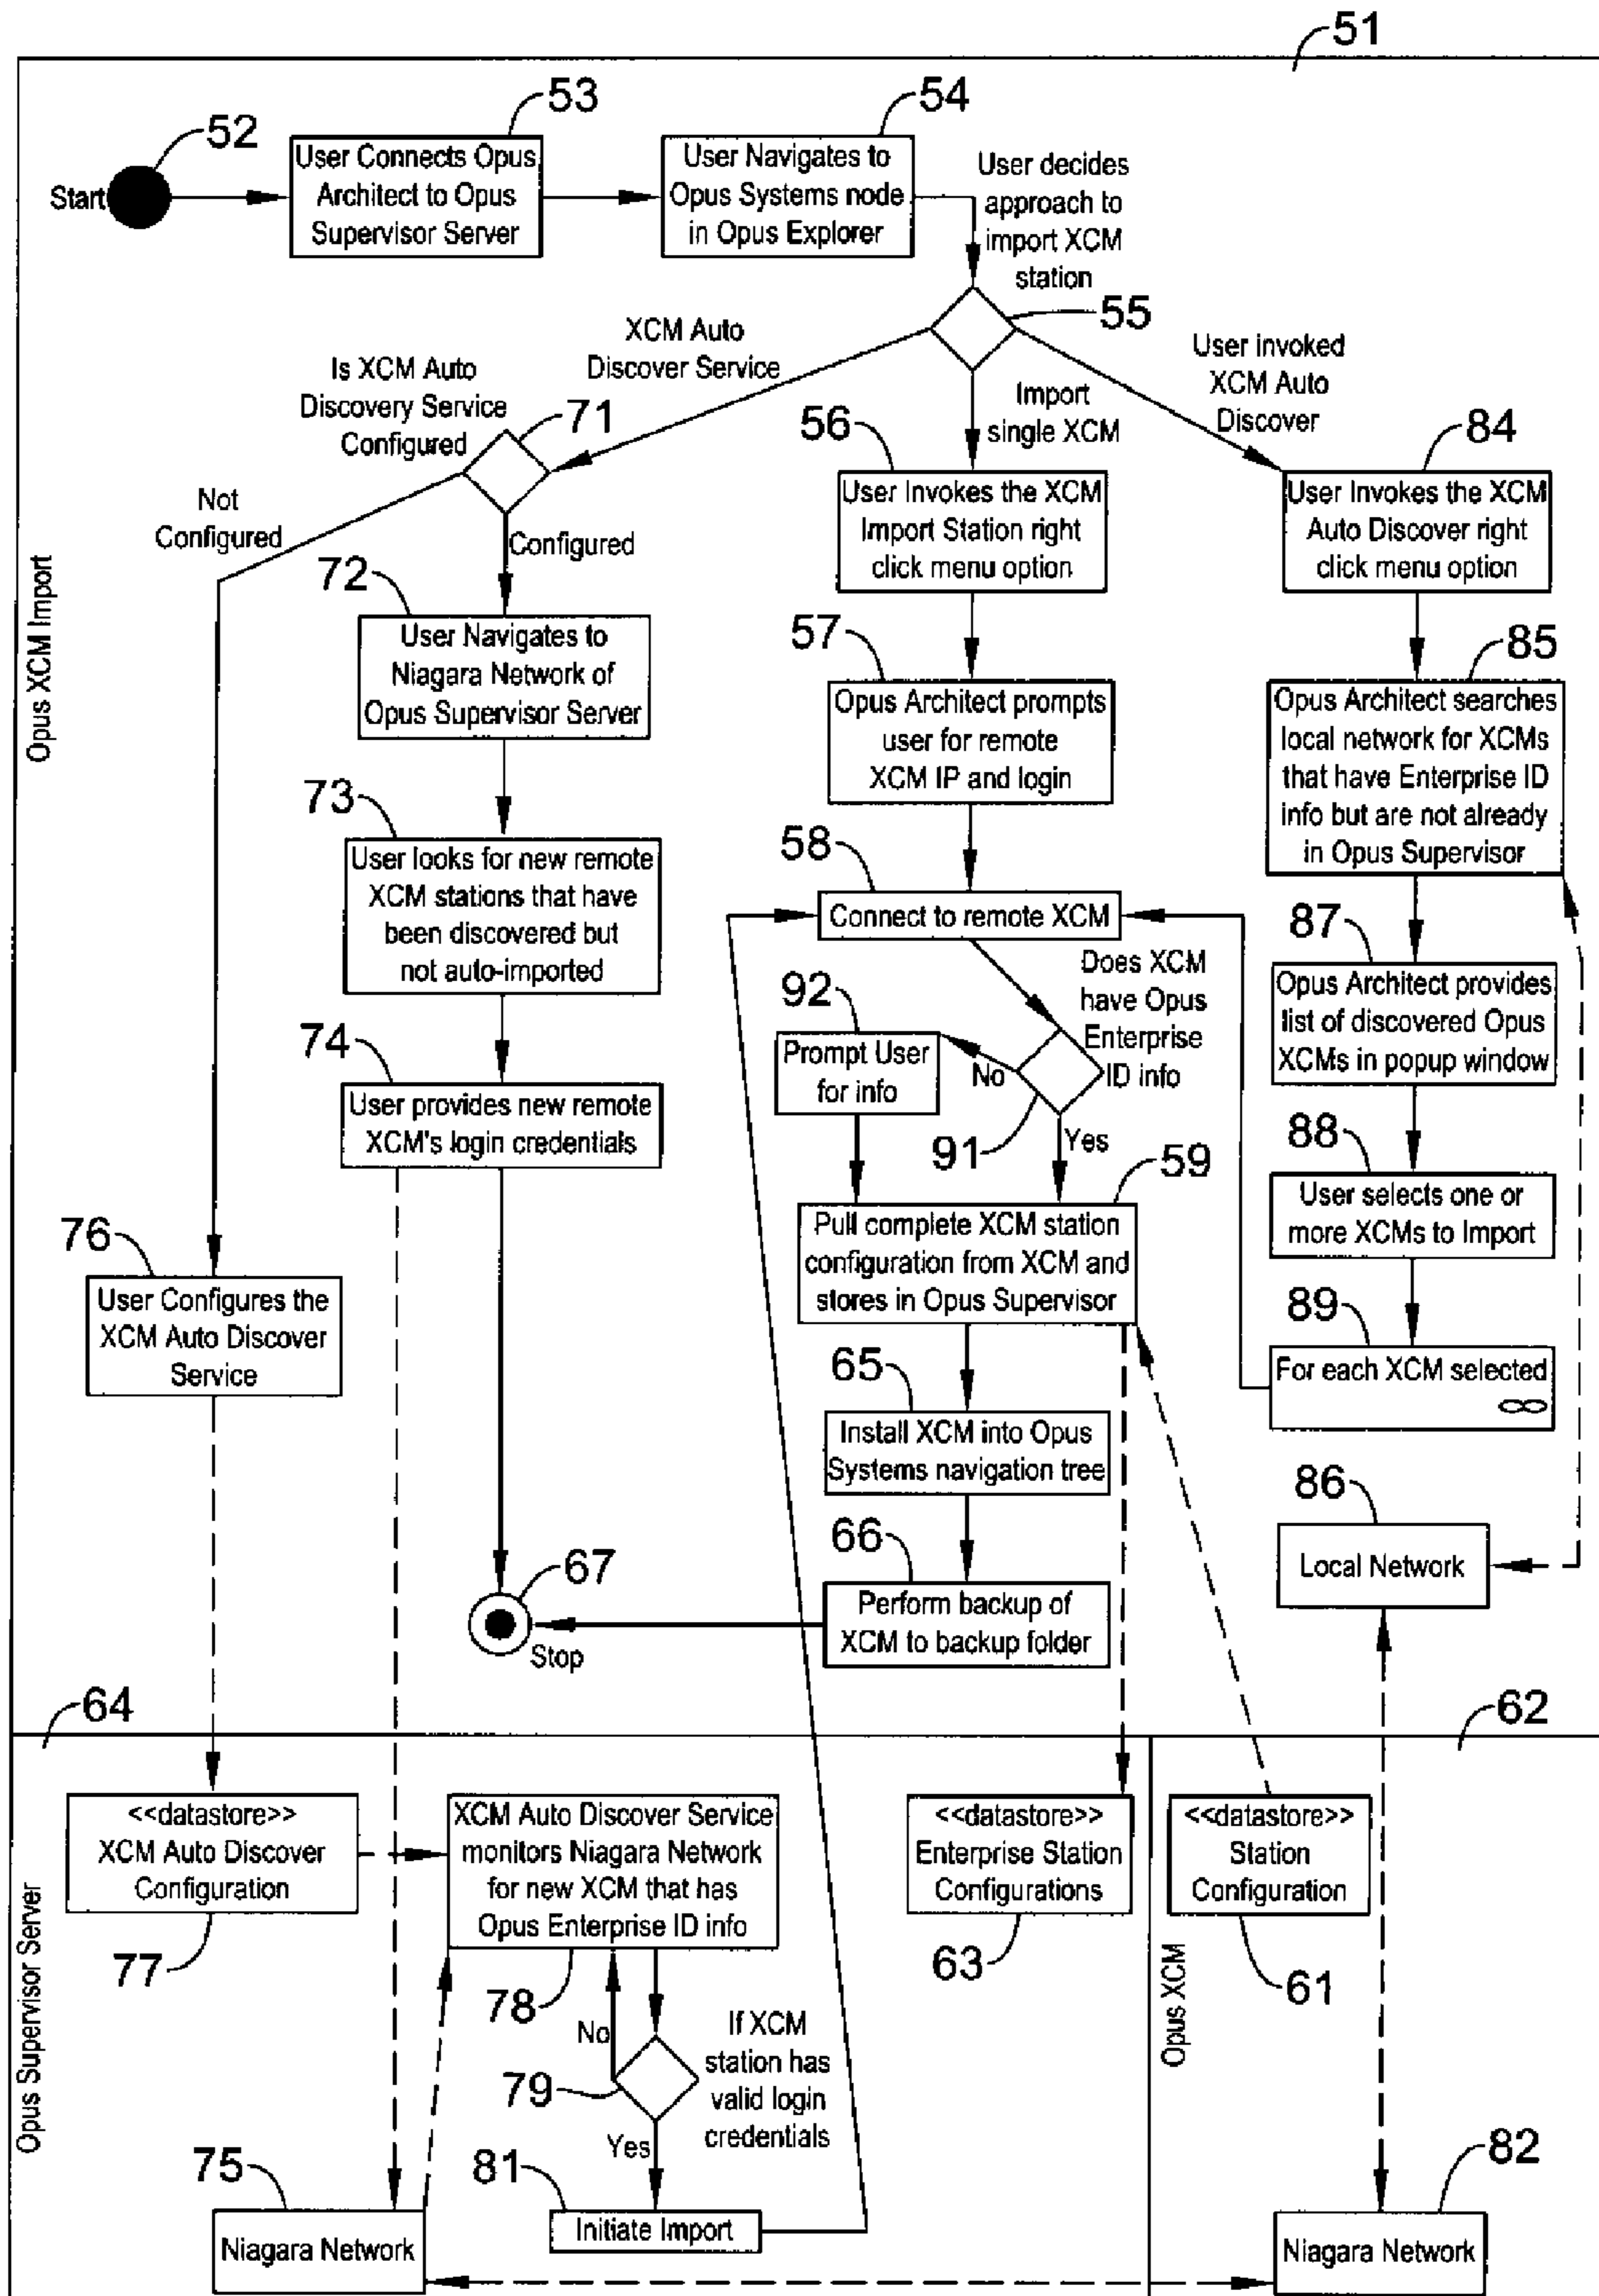 51
52
53
54
Start
User Connects Opus
Architect to Opus
Supervisor Server
User Navigates to
Opus Systems node
in Opus Explorer
User decides
approach to
import XCM
station
55
XCM Auto
Discover Service
User invoked
XCM Auto
Discover
Is XCM Auto
Discovery Service
Configured
71
Import
single XCM
56
84
Not
Configured
Configured
User Invokes the XCM
Import Station right
click menu option
User Invokes the XCM
Auto Discover right
click menu option
Opus XCM Import
72
User Navigates to
Niagara Network of
Opus Supervisor Server
57
Opus Architect prompts
user for remote
XCM IP and login
85
Opus Architect searches
local network for XCMs
that have Enterprise ID
info but are not already
in Opus Supervisor
73
User looks for new remote
XCM stations that have
been discovered but
not auto-imported
58
Connect to remote XCM
87
Opus Architect provides
list of discovered Opus
XCMs in popup window
Does XCM
have Opus
Enterprise
ID info
92
Prompt User
for info
No
91
Yes
74
User provides new remote
XCM's login credentials
88
User selects one or
more XCMs to Import
59
Pull complete XCM station
configuration from XCM and
stores in Opus Supervisor
76
User Configures the
XCM Auto Discover
Service
89
For each XCM selected
65
Install XCM into Opus
Systems navigation tree
86
Local Network
66
Perform backup of
XCM to backup folder
67
Stop
64
62
Opus Supervisor Server
<<datastore>>
XCM Auto Discover
Configuration
77
XCM Auto Discover Service
monitors Niagara Network
for new XCM that has
Opus Enterprise ID info
78
<<datastore>>
Enterprise Station
Configurations
63
Opus XCM
<<datastore>>
Station
Configuration
61
No
79
If XCM
station has
valid login
credentials
Yes
75
Niagara Network
81
Initiate Import
82
Niagara Network